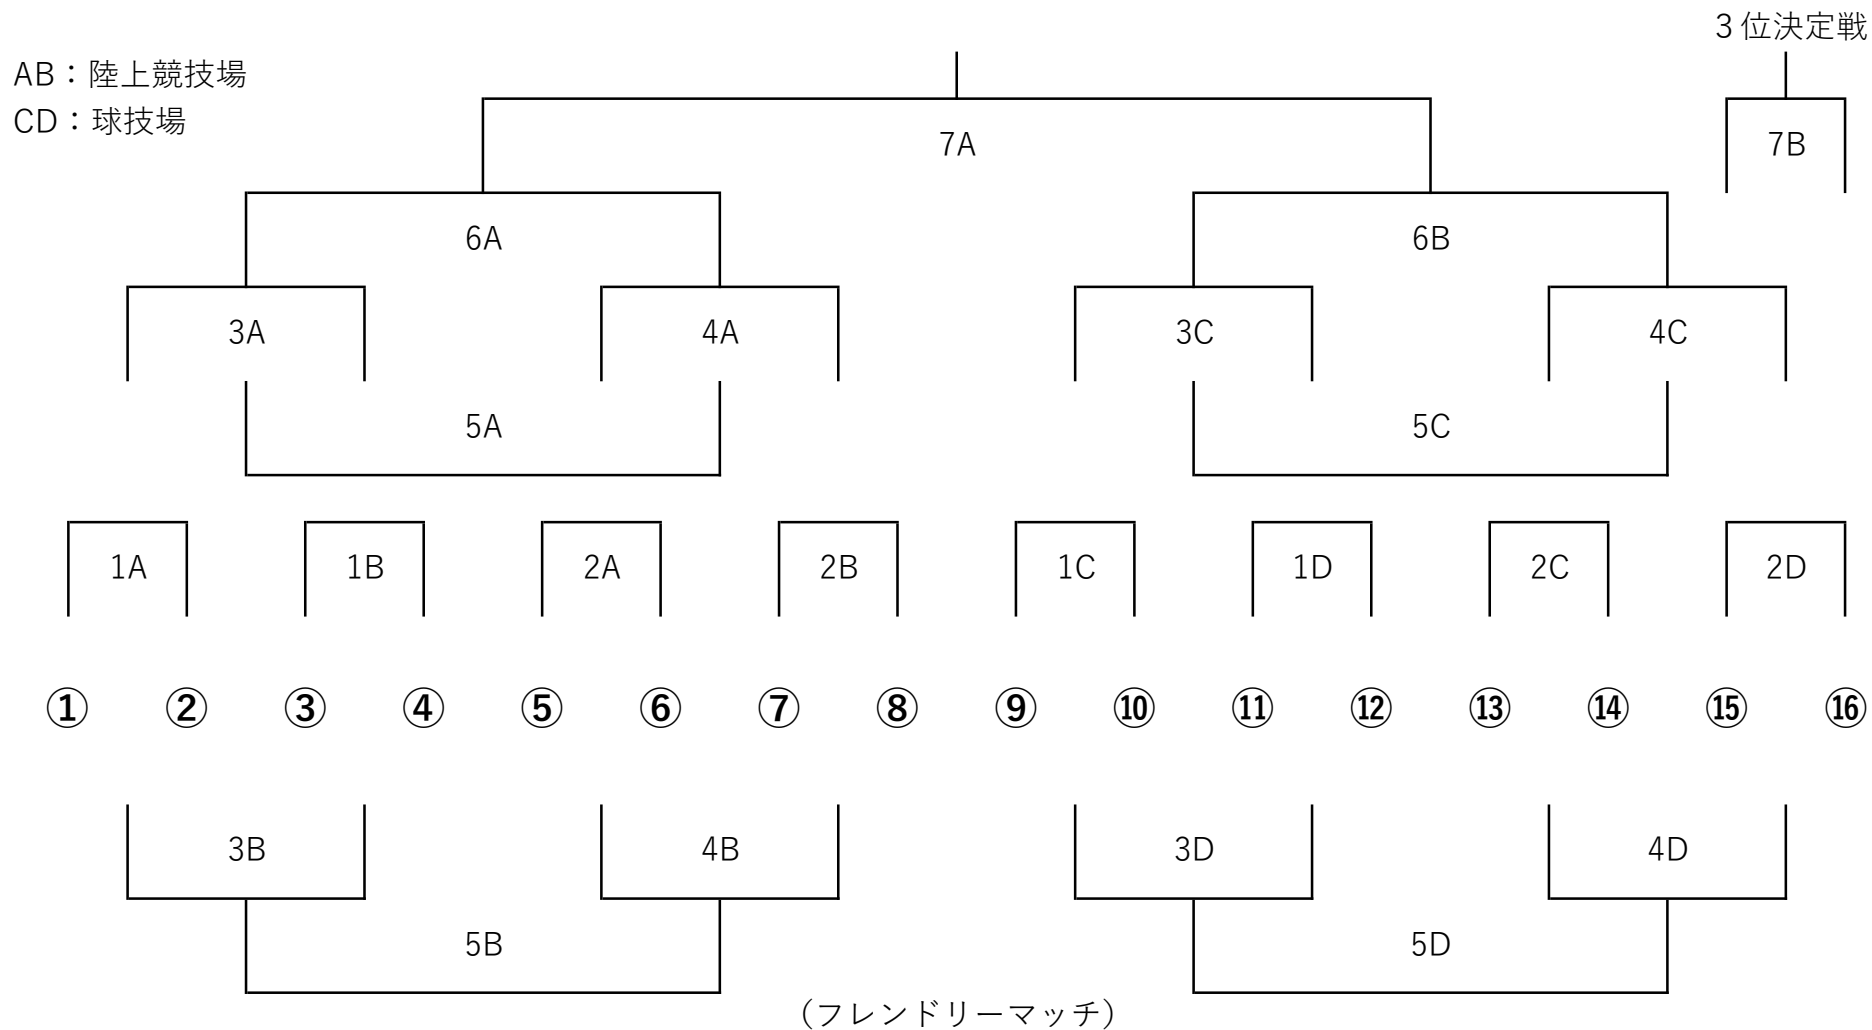 3位決定戦
AB：陸上競技場
CD：球技場
7A 7B
6A 6B
3A 4A 3C 4C
5A 5C
1A 1B 2A 2B 1C 1D 2C 2D
① ② ③ ④ ⑤ ⑥ ⑦ ⑧ ⑨ ⑩ ⑪ ⑫ ⑬ ⑭ ⑮ ⑯
3B 4B 3D 4D
5B 5D
（フレンドリーマッチ）